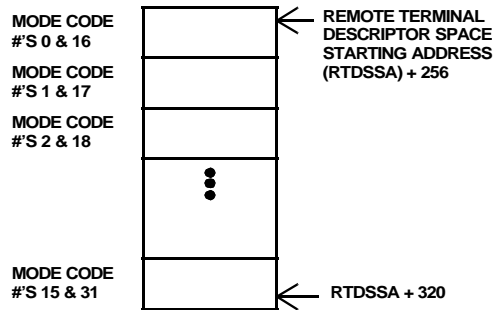 MODE CODE
#'S 0 & 16
REMOTE TERMINAL
DESCRIPTOR SPACE
STARTING ADDRESS
(RTDSSA) + 256
MODE CODE
#'S 1 & 17
MODE CODE
#'S 2 & 18
MODE CODE
#'S 15 & 31
RTDSSA + 320